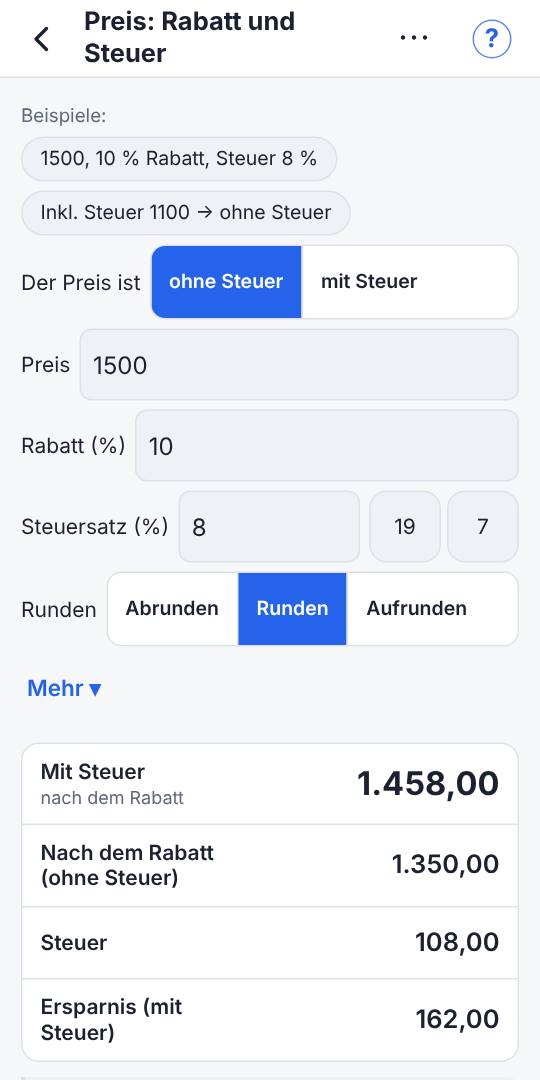 Preis: Rabatt und
Steuer
...
?
Beispiele:
1500, 10 % Rabatt, Steuer 8 %
Inkl. Steuer 1100 → ohne Steuer
Der Preis ist ohne Steuer mit Steuer
Preis 1500
Rabatt (%) 10
Steuersatz (%) 8 19 7
Runden Abrunden Runden Aufrunden
Mehr ▾
Mit Steuer 1.458,00
nach dem Rabatt
Nach dem Rabatt
(ohne Steuer) 1.350,00
Steuer 108,00
Ersparnis (mit
Steuer) 162,00